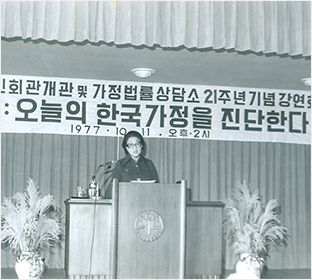 인회관개관 및 가정법률상담소 21주년기념강연회
: 오늘의 한국가정을 진단한다
1977 · 10 · 11 , 오후 · 2시